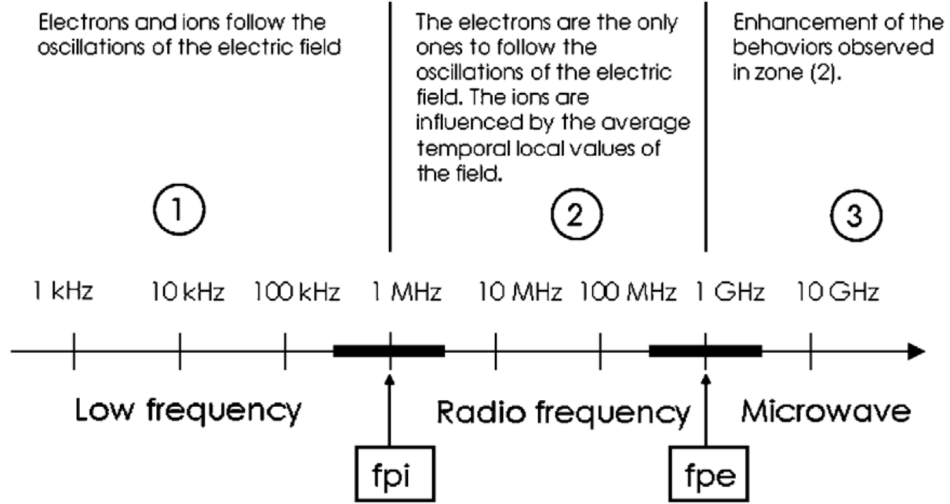 Electrons and ions follow the
oscillations of the electric field
The electrons are the only
ones to follow the
oscillations of the electric
field. The ions are
influenced by the average
temporal local values of
the field.
Enhancement of the
behaviors observed
in zone (2).
1
2
3
1 kHz 10 kHz 100 kHz 1 MHz 10 MHz 100 MHz 1 GHz 10 GHz
Low frequency Radio frequency Microwave
fpi fpe